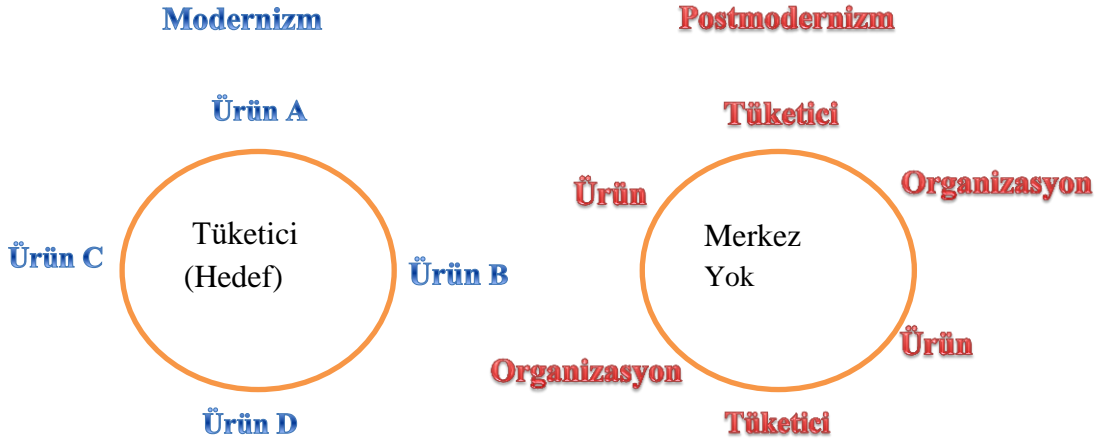 Modernizm
Ürün A
Ürün C
Tüketici
(Hedef)
Ürün B
Ürün D
Postmodernizm
Tüketici
Ürün
Organizasyon
Merkez
Yok
Organizasyon
Ürün
Tüketici